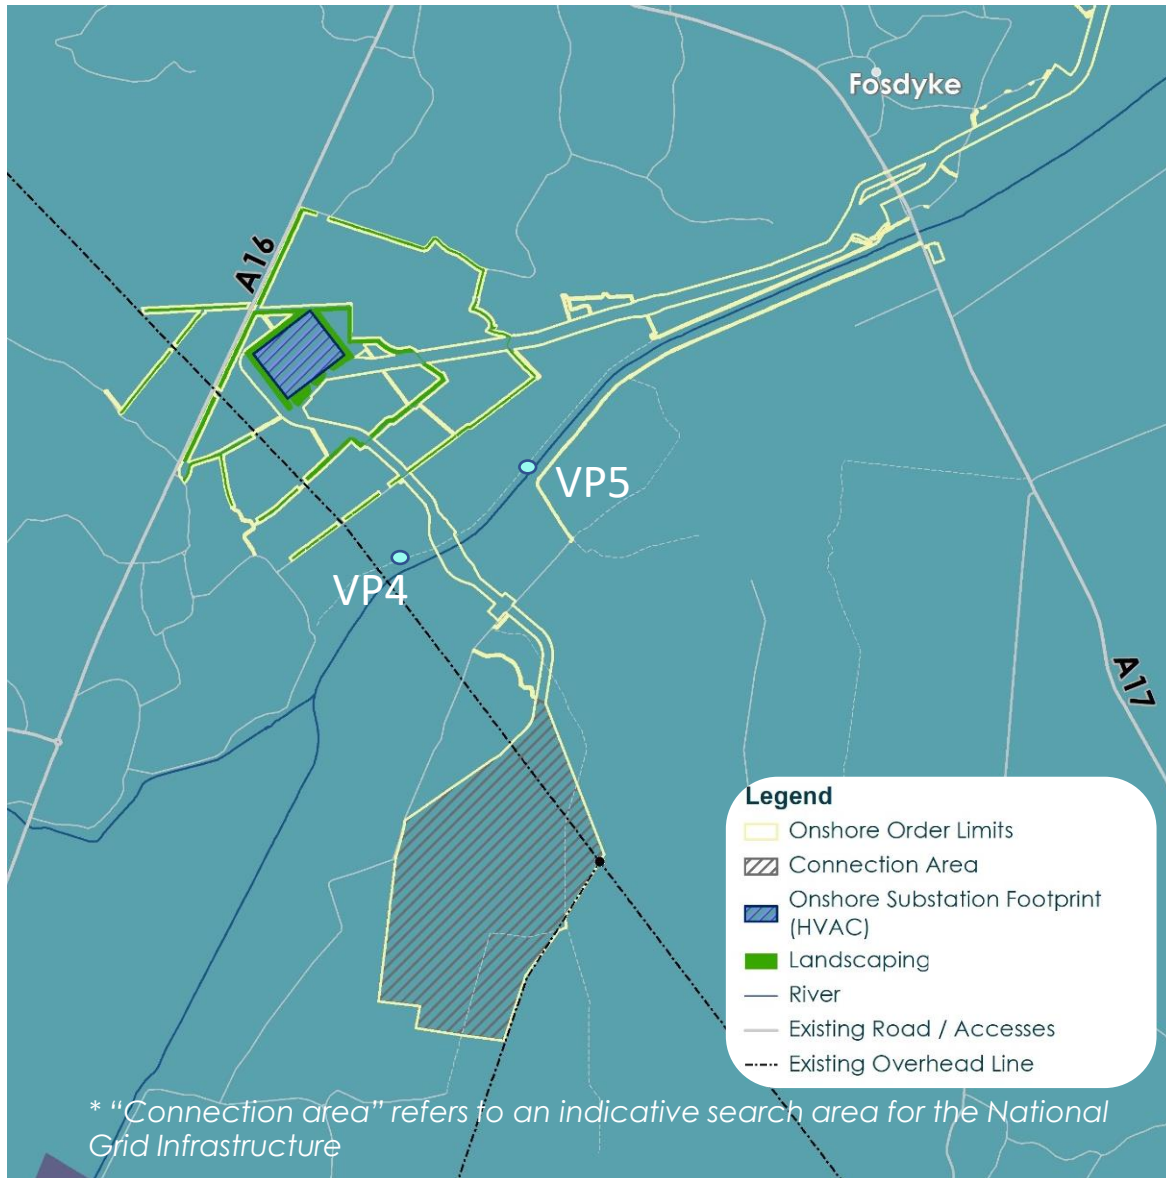 Fosdyke
A16
VP5
VP4
A17
Legend
Onshore Order Limits
Connection Area
Onshore Substation Footprint
(HVAC)
Landscaping
River
Existing Road / Accesses
Existing Overhead Line
* “Connection area” refers to an indicative search area for the National
Grid Infrastructure